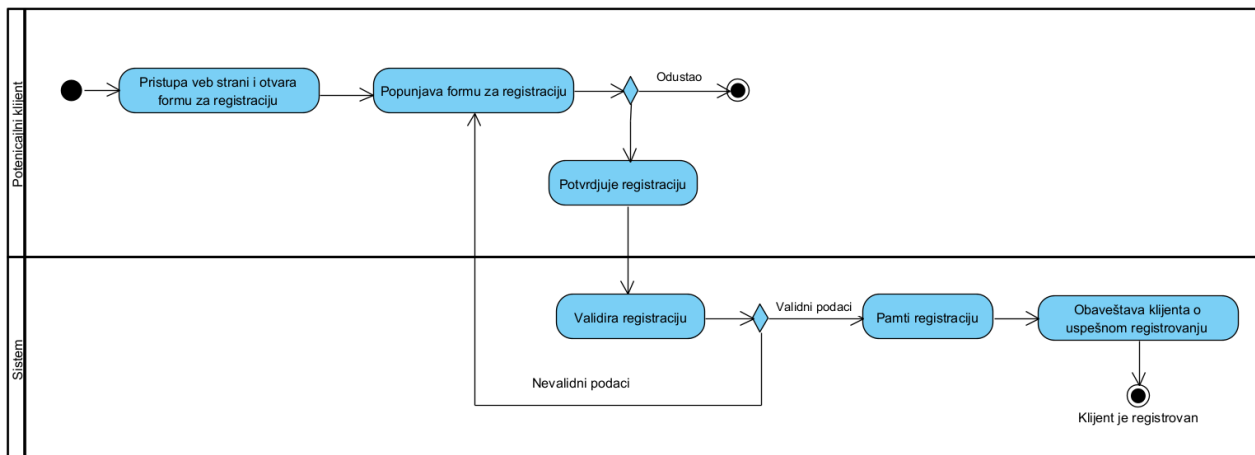 Potenicailni klijent
Pristupa veb strani i otvara
formu za registraciju
Popunjava formu za registraciju
Odustao
Potvrdjuje registraciju
Sistem
Validira registraciju
Validni podaci
Pamti registraciju
Obaveštava klijenta o
uspešnom registrovanju
Nevalidni podaci
Klijent je registrovan